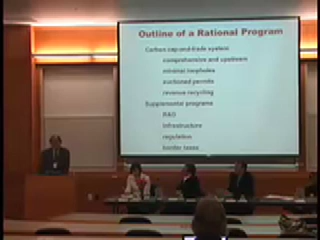 Outline of a Rational Program
Carbon cap-and-trade system
comprehensive and upstream
minimal loopholes
auctioned permits
revenue recycling
Supplemental programs
R&D
infrastructure
regulation
border taxes